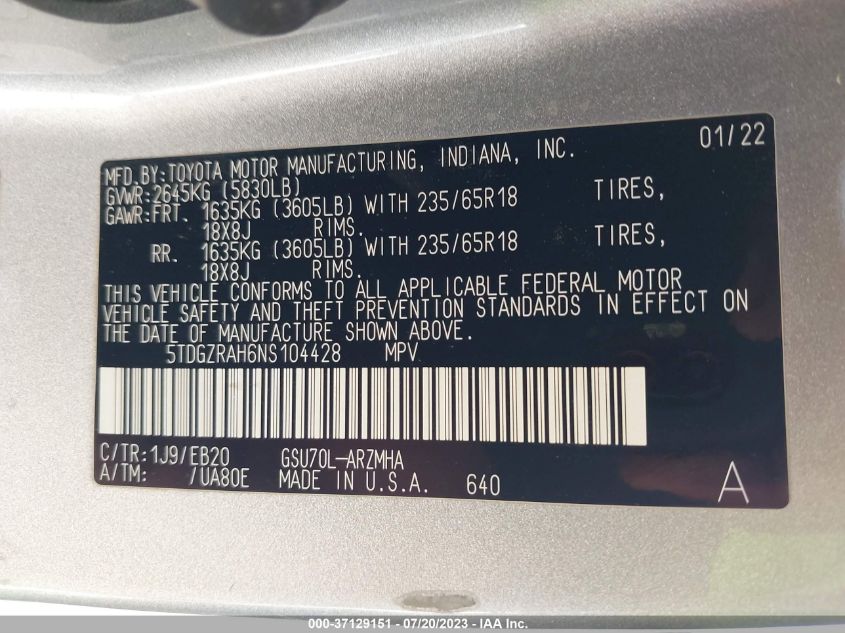 01/22
MFD. BY:TOYOTA MOTOR MANUFACTURING, INDIANA, INC.
GVWR:2645KG (5830LB)
GAWR:FRT. 1635KG (3605LB) WITH 235/65R18 TIRES,
18X8J RIMS.
RR. 1635KG (3605LB) WITH 235/65R18 TIRES,
18X8J RIMS.
THIS VEHICLE CONFORMS TO ALL APPLICABLE FEDERAL MOTOR
VEHICLE SAFETY AND THEFT PREVENTION STANDARDS IN EFFECT ON
THE DATE OF MANUFACTURE SHOWN ABOVE.
5TDGZRAH6NS104428 MPV
C/TR:1J9/EB20 GSU70L-ARZMHA
A/TM: /UA80E MADE IN U.S.A. 640 A
000-37129151 - 07/20/2023 - IAA Inc.